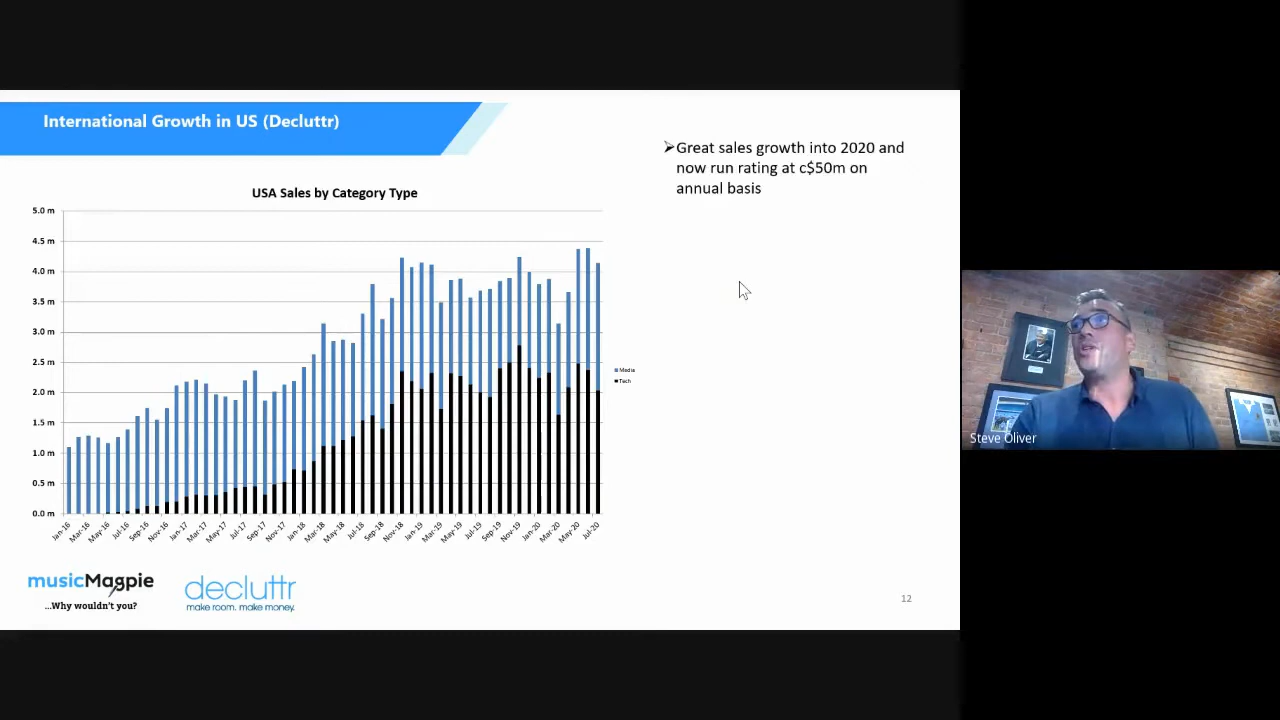 International Growth in US (Decluttr)
Great sales growth into 2020 and
now run rating at c$50m on
annual basis
USA Sales by Category Type
5.0 m
4.5 m
4.0 m
3.5 m
3.0 m
2.5 m
2.0 m
1.5 m
1.0 m
0.5 m
0.0 m
Media
Tech
Jan-16
Mar-16
May-16
Jul-16
Sep-16
Nov-16
Jan-17
Mar-17
May-17
Jul-17
Sep-17
Nov-17
Jan-18
Mar-18
May-18
Jul-18
Sep-18
Nov-18
Jan-19
Mar-19
May-19
Jul-19
Sep-19
Nov-19
Jan-20
Mar-20
May-20
Jul-20
musicMagpie
...Why wouldn't you?
decluttr
make room. make money.
12
Steve Oliver